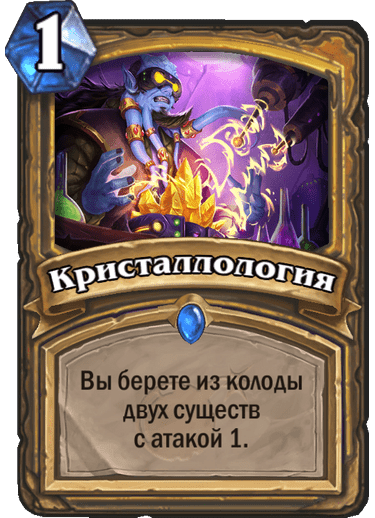 1
Кристаллология
Вы берете из колоды
двух существ
с атакой 1.